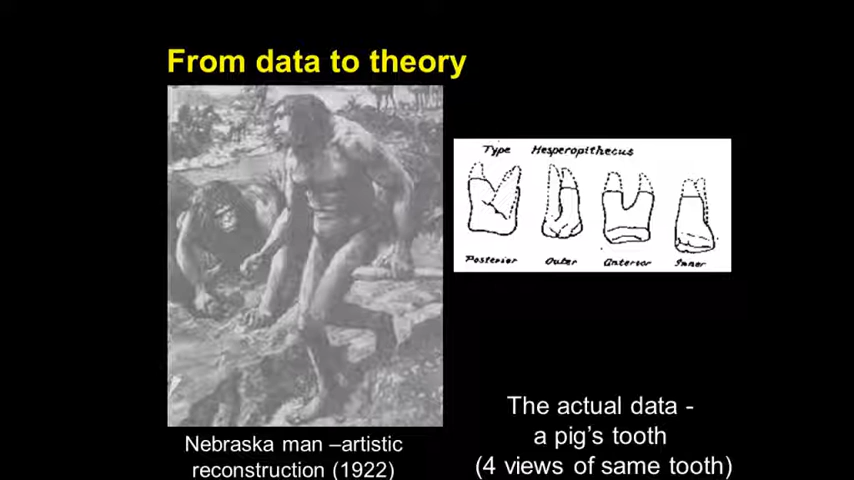 From data to theory
Type Hesperopithecus
Posterior Outer Anterior Inner
Nebraska man –artistic
reconstruction (1922)
The actual data -
a pig's tooth
(4 views of same tooth)